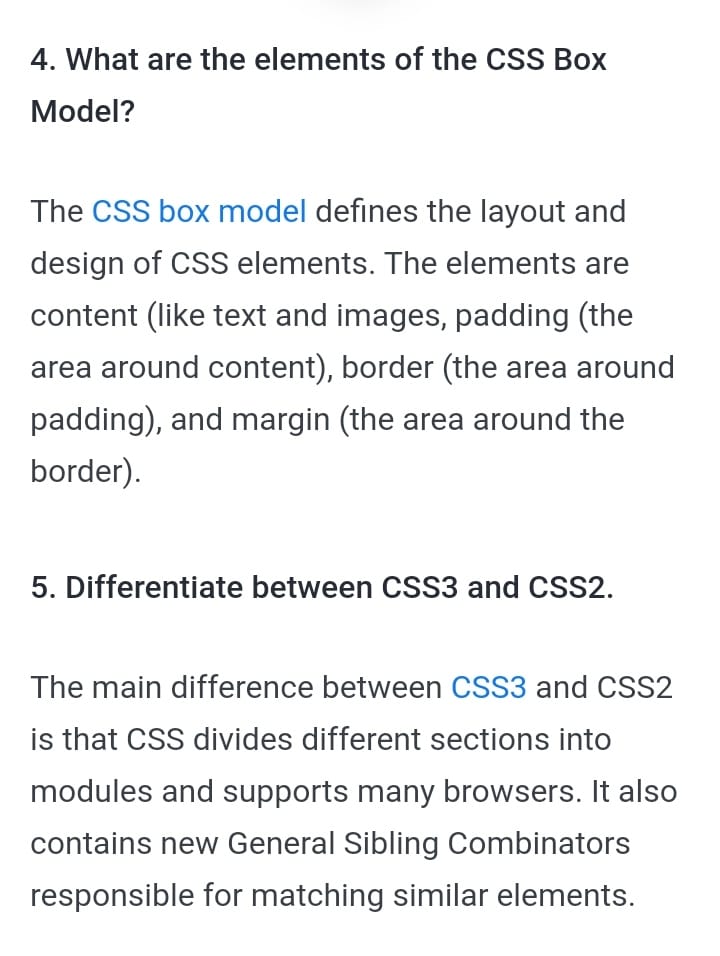 4. What are the elements of the CSS Box
Model?
The CSS box model defines the layout and
design of CSS elements. The elements are
content (like text and images, padding (the
area around content), border (the area around
padding), and margin (the area around the
border).
5. Differentiate between CSS3 and CSS2.
The main difference between CSS3 and CSS2
is that CSS divides different sections into
modules and supports many browsers. It also
contains new General Sibling Combinators
responsible for matching similar elements.